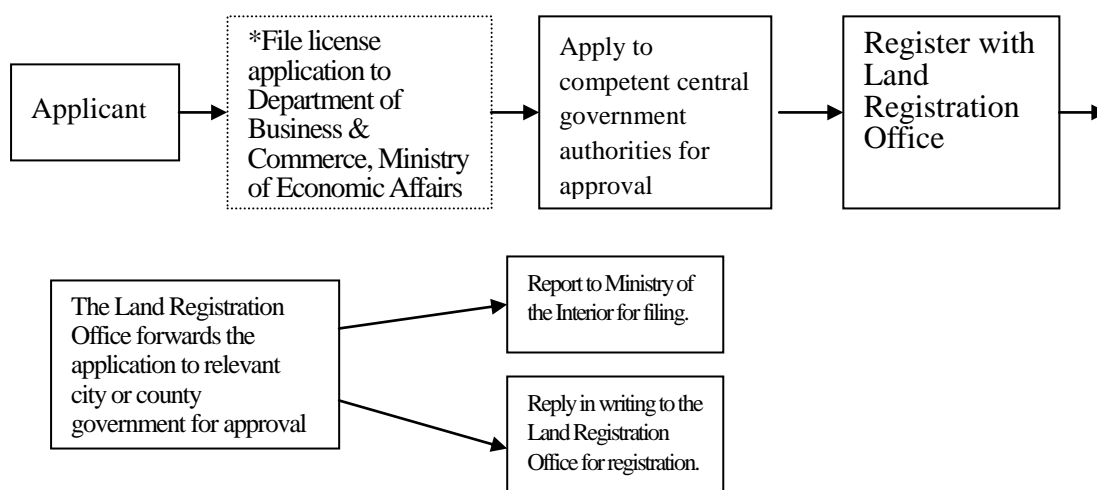 Applicant
*File license
application to
Department of
Business &
Commerce, Ministry
of Economic Affairs
Apply to
competent central
government
authorities for
approval
Register with
Land
Registration
Office
The Land Registration
Office forwards the
application to relevant
city or county
government for approval
Report to Ministry of
the Interior for filing.
Reply in writing to the
Land Registration
Office for registration.